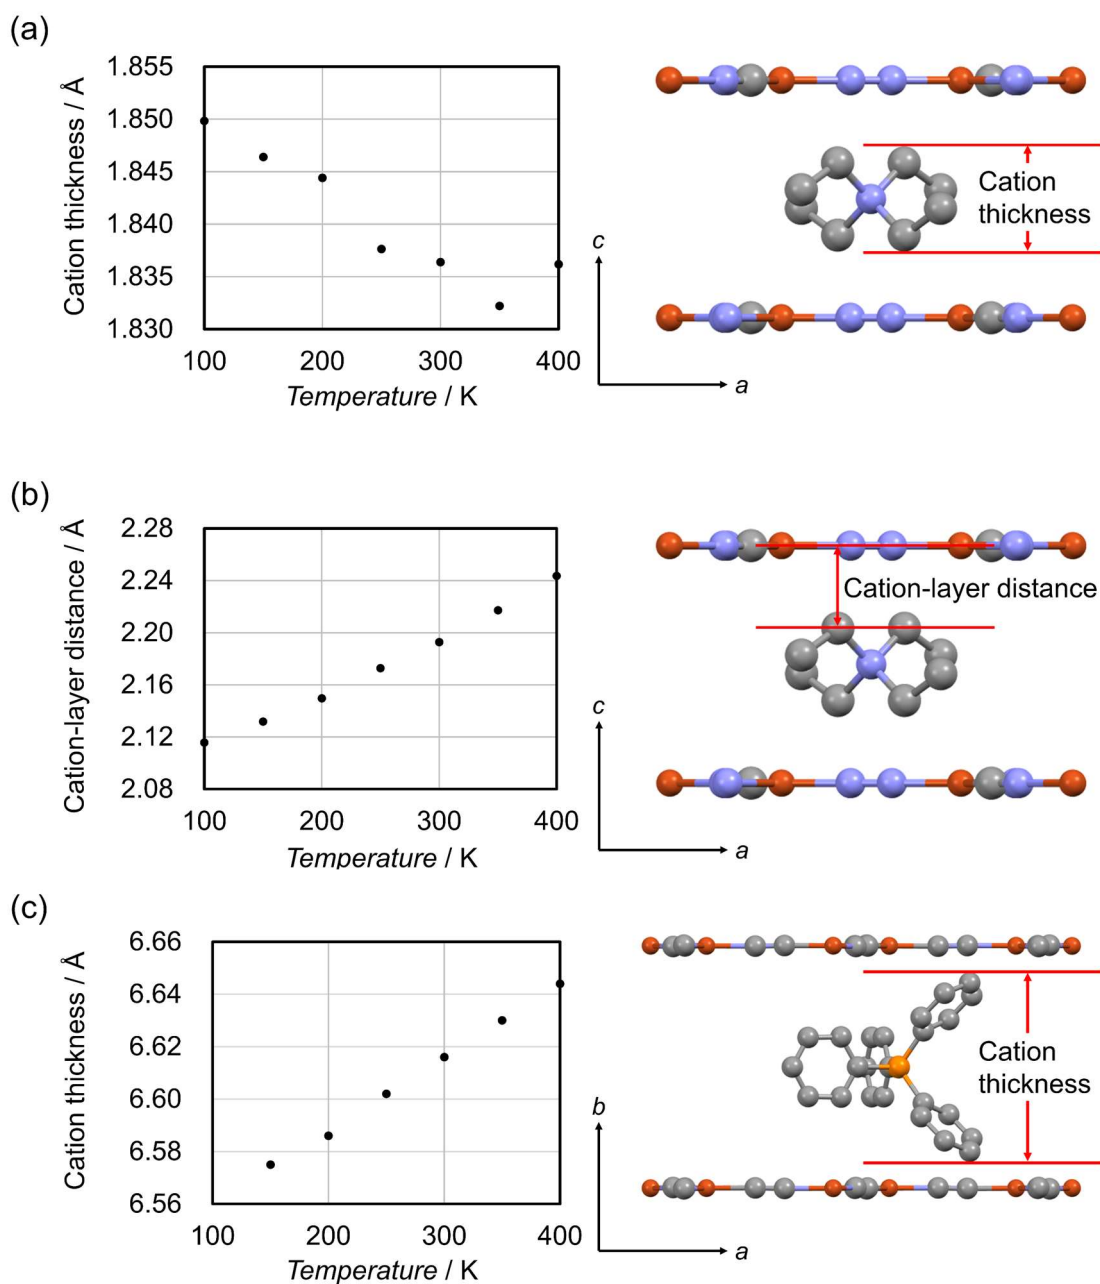 (a)
Cation thickness / Å
1.855
1.850
1.845
1.840
1.835
1.830
100
200
300
400
Temperature / K
c
a
Cation
thickness
(b)
Cation-layer distance / Å
2.28
2.24
2.20
2.16
2.12
2.08
100
200
300
400
Temperature / K
c
a
Cation-layer distance
(c)
Cation thickness / Å
6.66
6.64
6.62
6.60
6.58
6.56
100
200
300
400
Temperature / K
b
a
Cation
thickness